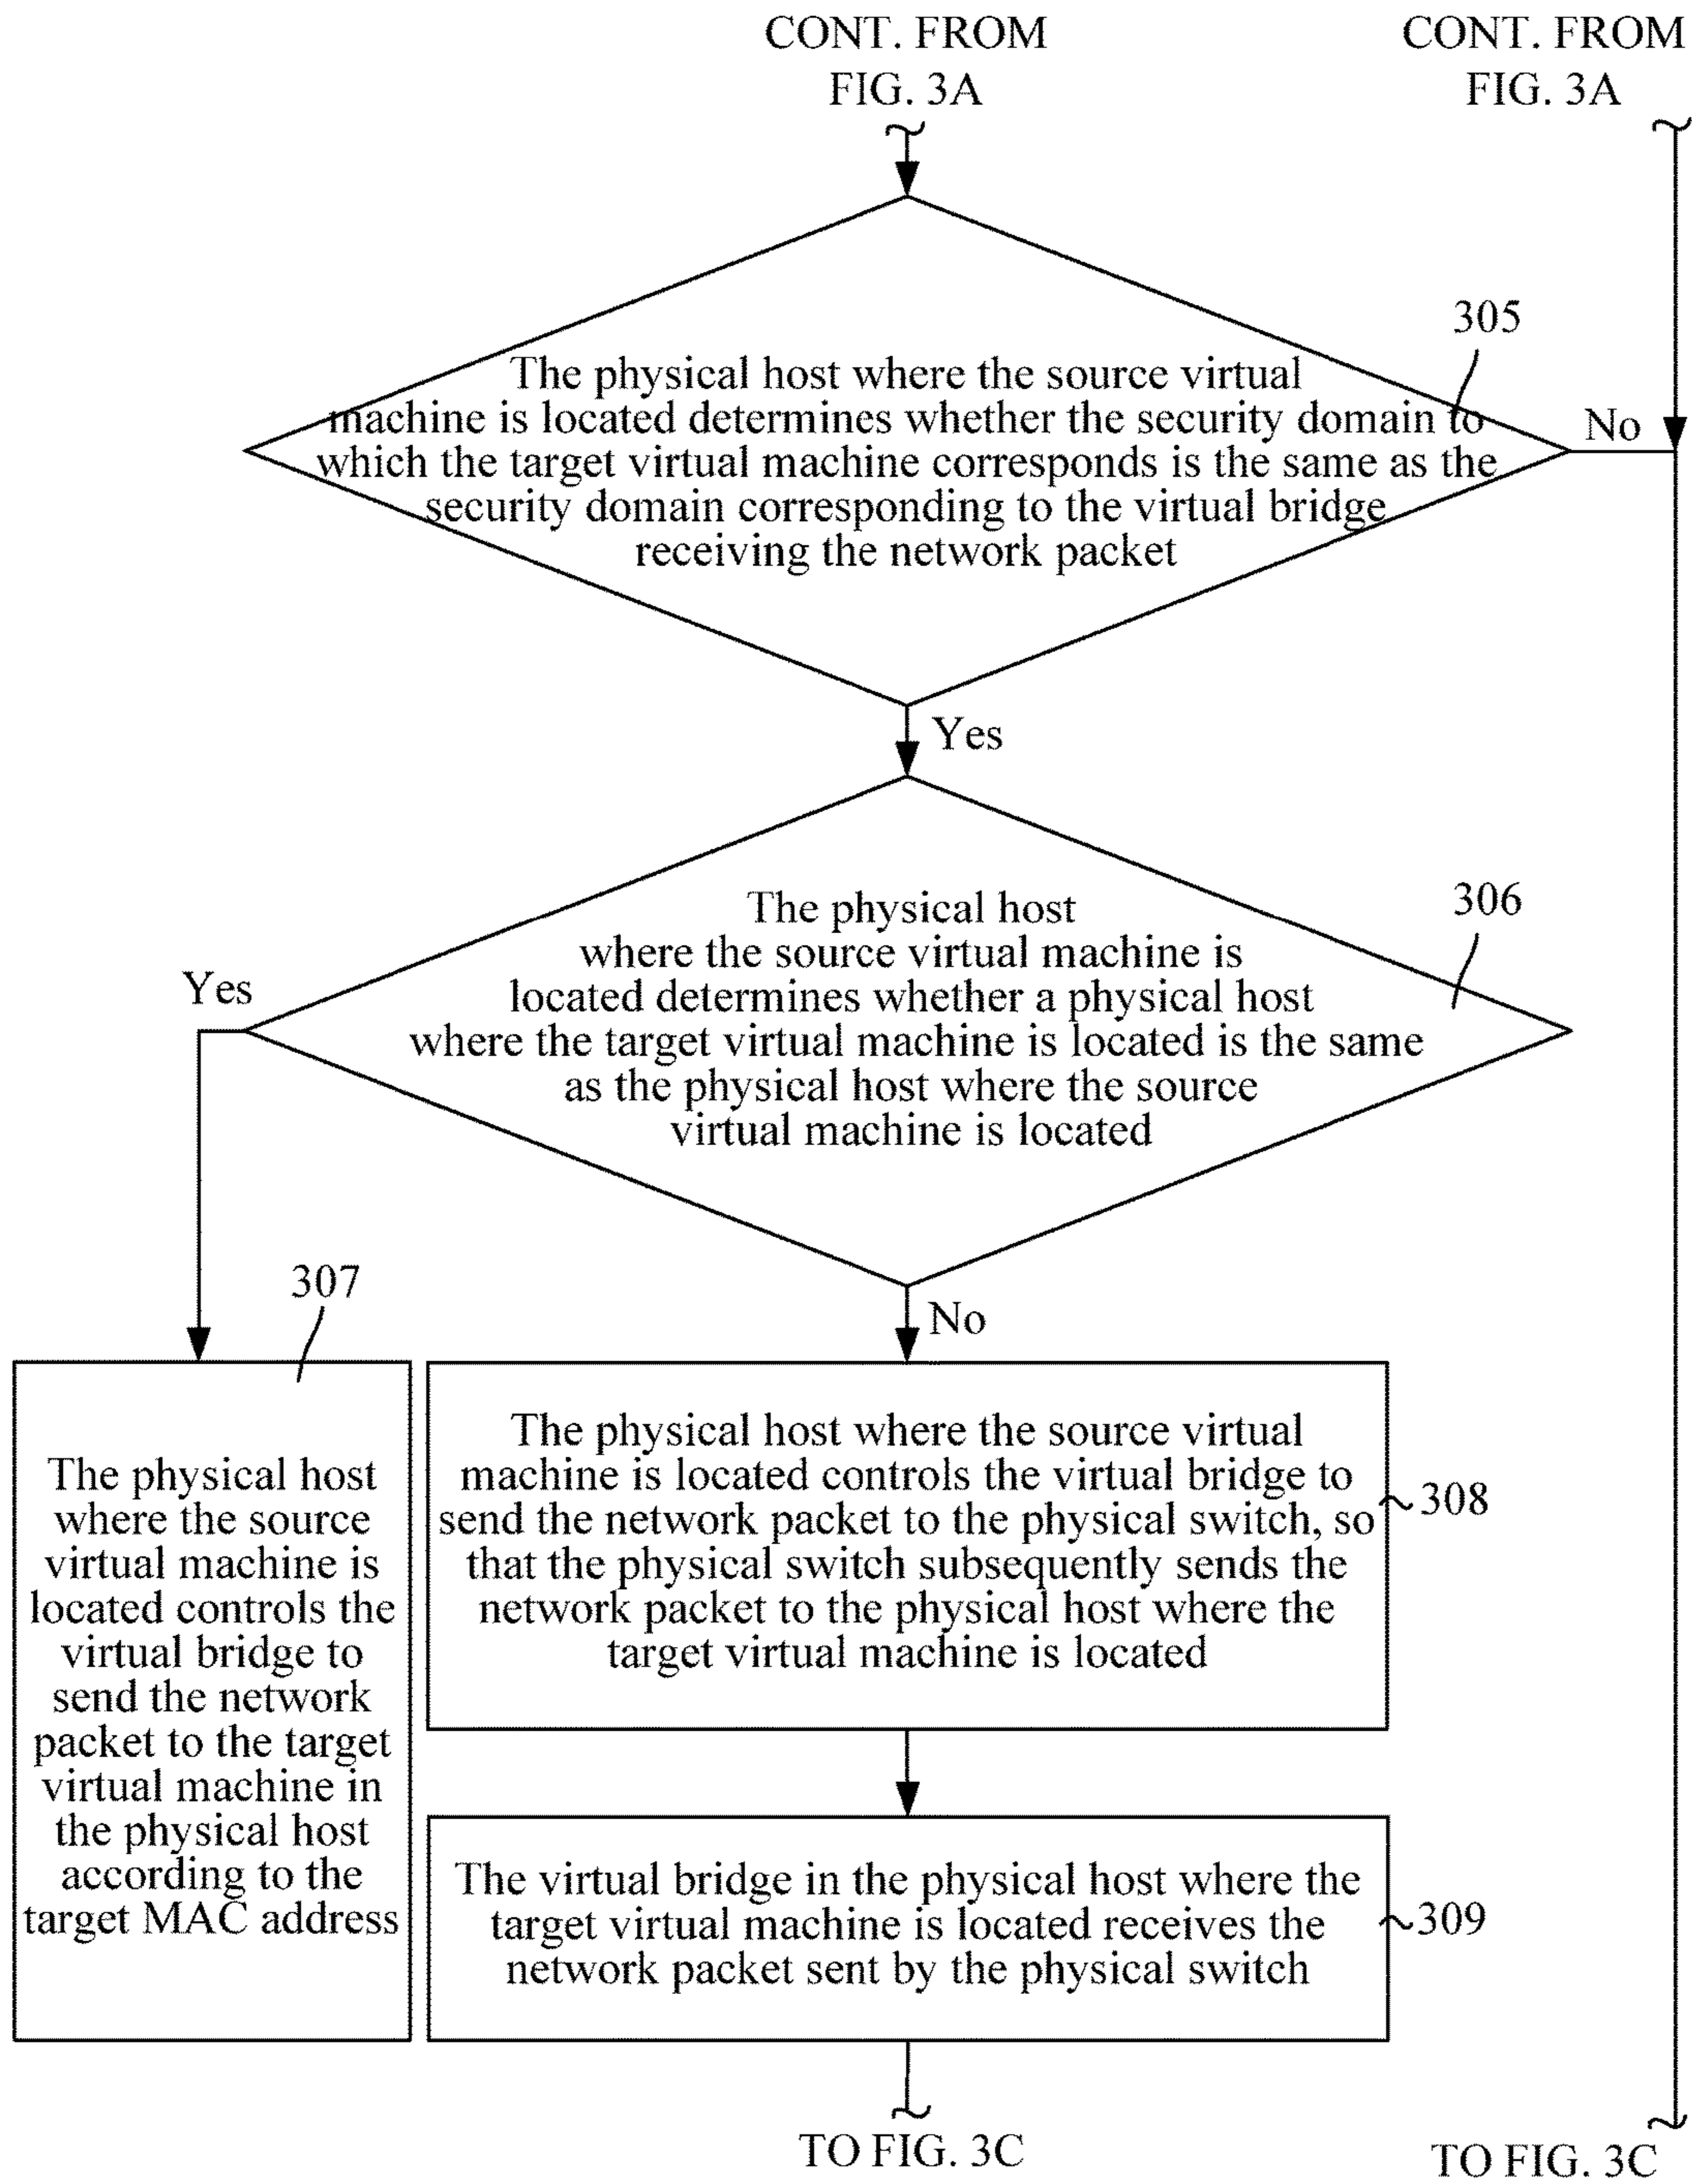 CONT. FROM
FIG. 3A
CONT. FROM
FIG. 3A
305
The physical host where the source virtual
machine is located determines whether the security domain to
which the target virtual machine corresponds is the same as the
security domain corresponding to the virtual bridge
receiving the network packet
No
Yes
306
The physical host
where the source virtual machine is
located determines whether a physical host
where the target virtual machine is located is the same
as the physical host where the source
virtual machine is located
Yes
No
307
The physical host
where the source
virtual machine is
located controls the
virtual bridge to
send the network
packet to the target
virtual machine in
the physical host
according to the
target MAC address
The physical host where the source virtual
machine is located controls the virtual bridge to
send the network packet to the physical switch, so
that the physical switch subsequently sends the
network packet to the physical host where the
target virtual machine is located
308
The virtual bridge in the physical host where the
target virtual machine is located receives the
network packet sent by the physical switch
309
TO FIG. 3C
TO FIG. 3C